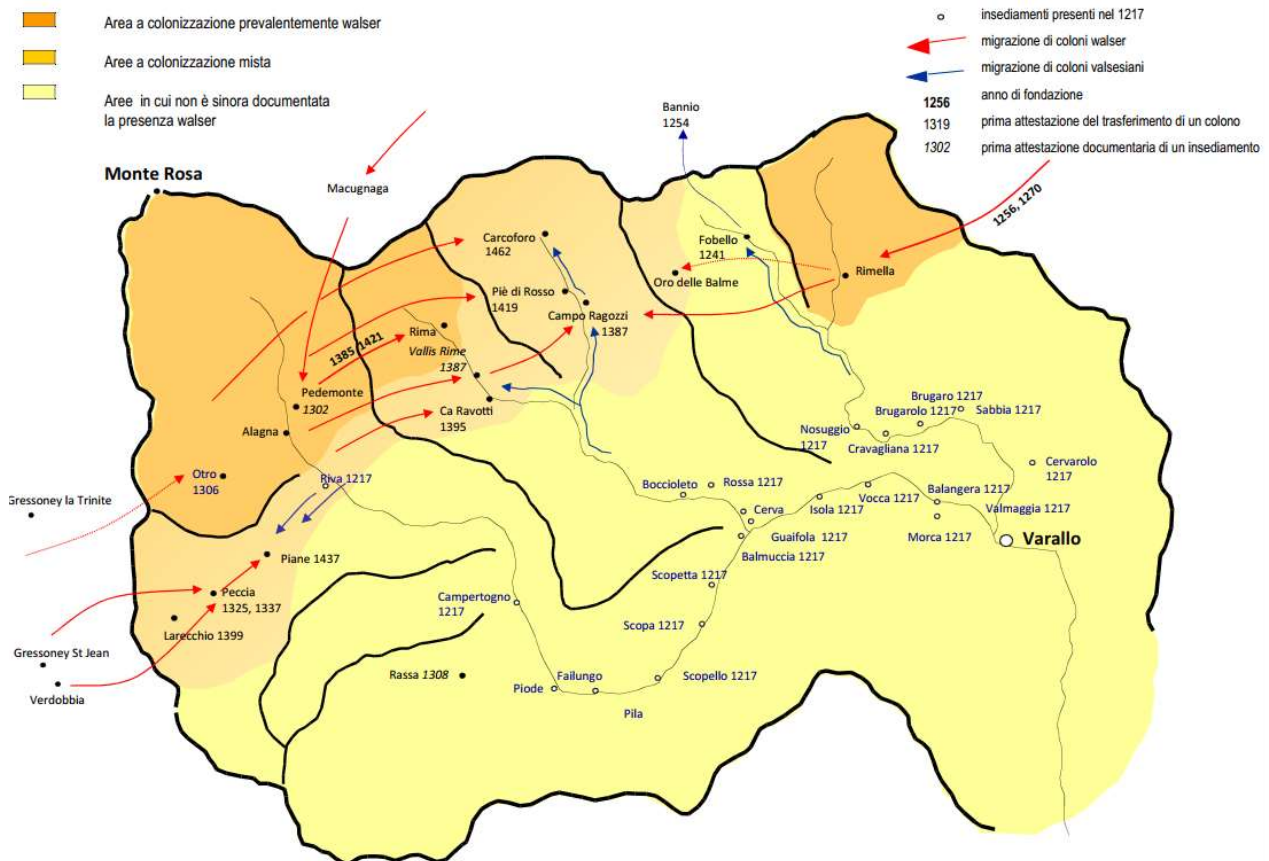 Area a colonizzazione prevalentemente walser
Aree a colonizzazione mista
Aree in cui non è sinora documentata
la presenza walser
insediamenti presenti nel 1217
migrazione di coloni walser
migrazione di coloni valsesiani
1256 anno di fondazione
1319 prima attestazione del trasferimento di un colono
1302 prima attestazione documentaria di un insediamento
Bannio
1254
Monte Rosa
Macugnaga
1256, 1270
Carcoforo
1462
Fobello
1241
Rimella
Oro delle Balme
Piè di Rosso
1419
Campo Ragozzi
1387
Rima
Vallis Rime
1387
1385, 1421
Pedemonte
1302
Ca Ravotti
1395
Alagna
Brugaro 1217
Brugarolo 1217
Sabbia 1217
Nosuggio
1217
Cravagliana 1217
Cervarolo
1217
Otro
1306
Riva 1217
Gressoney la Trinite
Boccioleto
Rossa 1217
Vocca 1217
Balangera 1217
Isola 1217
Valmaggia 1217
Cerva
Guaifola 1217
Morca 1217
Varallo
Balmuccia 1217
Piane 1437
Scopetta 1217
Peccia
1325, 1337
Campertogno
1217
Larecchio 1399
Scopa 1217
Gressoney St Jean
Verdobbia
Rassa 1308
Failungo
Scopello 1217
Piode
Pila